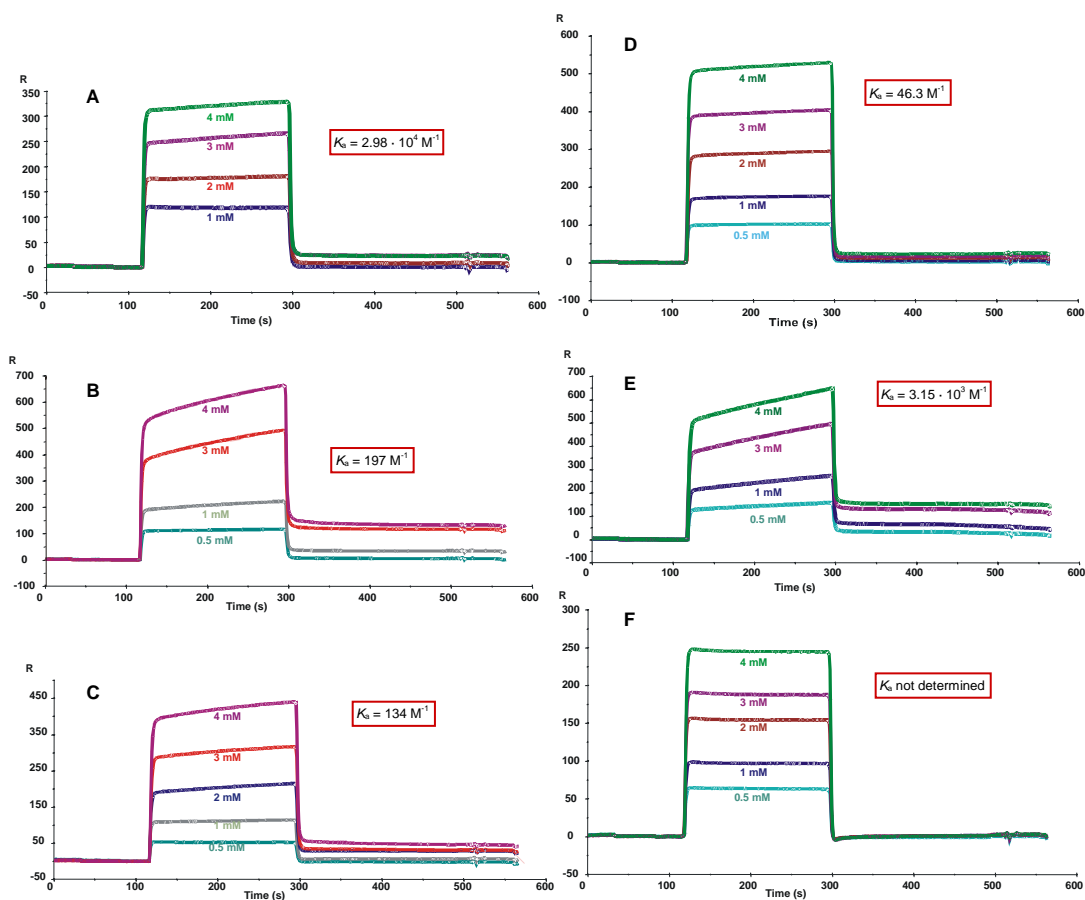 R
A
350
300
250
200
150
100
50
0
-50
4 mM
3 mM
2 mM
1 mM
Kₐ = 2.98 · 10⁴ M⁻¹
0 100 200 300 400 500 600
Time (s)
R
B
700
600
500
400
300
200
100
0
-100
4 mM
3 mM
1 mM
0.5 mM
Kₐ = 197 M⁻¹
0 100 200 300 400 500 600
Time (s)
R
C
450
350
250
150
50
-50
4 mM
3 mM
2 mM
1 mM
0.5 mM
Kₐ = 134 M⁻¹
0 100 200 300 400 500 600
Time (s)
R
D
600
500
400
300
200
100
0
-100
4 mM
3 mM
2 mM
1 mM
0.5 mM
Kₐ = 46.3 M⁻¹
0 100 200 300 400 500 600
Time (s)
R
E
700
600
500
400
300
200
100
0
-100
4 mM
3 mM
1 mM
0.5 mM
Kₐ = 3.15 · 10³ M⁻¹
0 100 200 300 400 500 600
Time (s)
R
F
300
250
200
150
100
50
0
-50
4 mM
3 mM
2 mM
1 mM
0.5 mM
Kₐ not determined
0 100 200 300 400 500 600
Time (s)